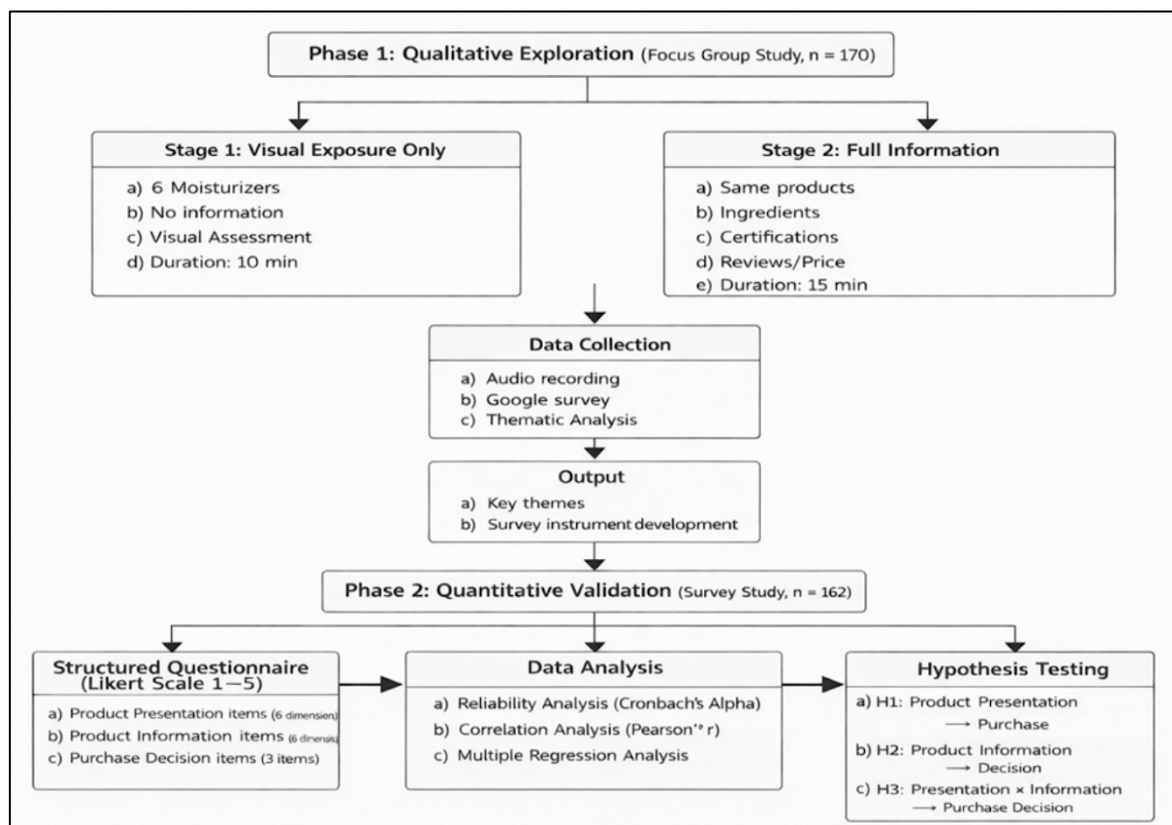 Phase 1: Qualitative Exploration (Focus Group Study, n = 170)
Stage 1: Visual Exposure Only
a) 6 Moisturizers
b) No information
c) Visual Assessment
d) Duration: 10 min
Stage 2: Full Information
a) Same products
b) Ingredients
c) Certifications
d) Reviews/Price
e) Duration: 15 min
Data Collection
a) Audio recording
b) Google survey
c) Thematic Analysis
Output
a) Key themes
b) Survey instrument development
Phase 2: Quantitative Validation (Survey Study, n = 162)
Structured Questionnaire
(Likert Scale 1—5)
a) Product Presentation items (6 dimension)
b) Product Information items (6 dimensis)
c) Purchase Decision items (3 items)
Data Analysis
a) Reliability Analysis (Cronbach's Alpha)
b) Correlation Analysis (Pearson's r)
c) Multiple Regression Analysis
Hypothesis Testing
a) H1: Product Presentation
→ Purchase
b) H2: Product Information
→ Decision
c) H3: Presentation × Information
→ Purchase Decision